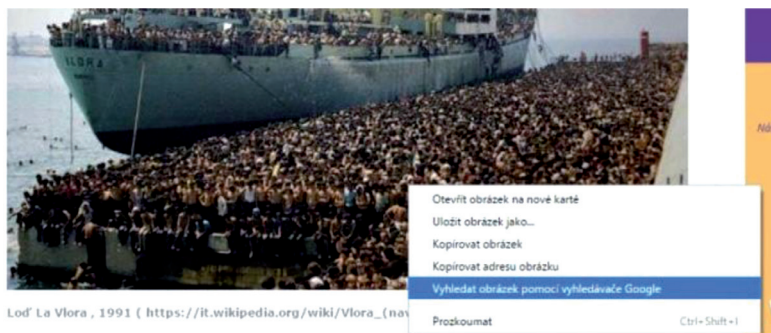 VLORA
Otevřít obrázek na nové kartě
Uložit obrázek jako...
Kopírovat obrázek
Kopírovat adresu obrázku
Vyhledat obrázek pomocí vyhledávače Google
Prozkoumat Ctrl+Shift+I
Loď La Vlora , 1991 ( https://it.wikipedia.org/wiki/Vlora_(nav